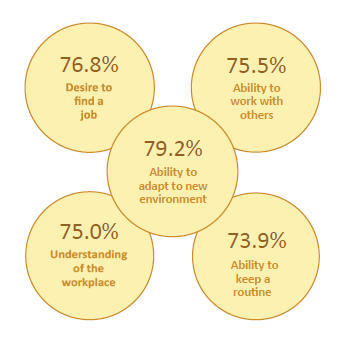 76.8%
Desire to
find a
job
75.5%
Ability to
work with
others
79.2%
Ability to
adapt to new
environment
75.0%
Understanding
of the
workplace
73.9%
Ability to
keep a
routine